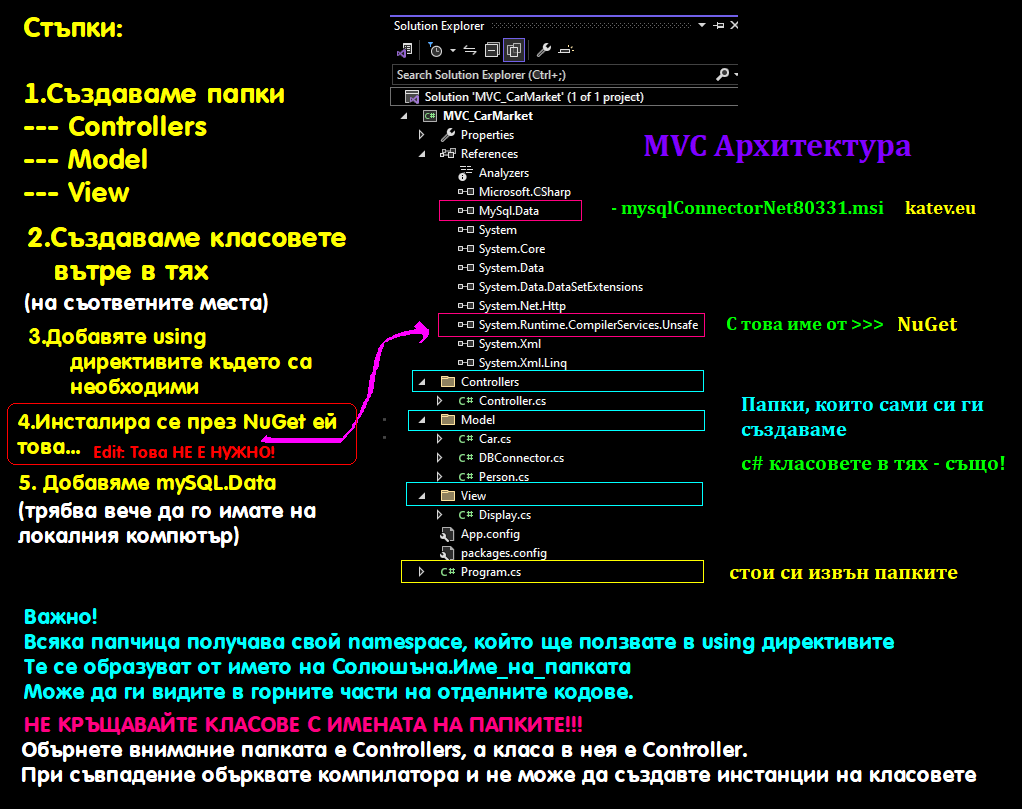 Стъпки:
1.Създаваме папки
--- Controllers
--- Model
--- View
2.Създаваме класовете
вътре в тях
(на съответните места)
3.Добавяте using
директивите където са
необходими
4.Инсталира се през NuGet ей
това...
Edit: Това НЕ Е НУЖНО!
5. Добавяме mySQL.Data
(трябва вече да го имате на
локалния компютър)
Solution Explorer
Search Solution Explorer (Ctrl+;)
Solution 'MVC_CarMarket' (1 of 1 project)
MVC_CarMarket
Properties
References
Analyzers
Microsoft.CSharp
MySql.Data
System
System.Core
System.Data
System.Data.DataSetExtensions
System.Net.Http
System.Runtime.CompilerServices.Unsafe
System.Xml
System.Xml.Linq
Controllers
C# Controller.cs
Model
C# Car.cs
C# DBConnector.cs
C# Person.cs
View
C# Display.cs
App.config
packages.config
C# Program.cs
MVC Архитектура
- mysqlConnectorNet80331.msi katev.eu
С това име от >>> NuGet
Папки, които сами си ги
създаваме
c# класовете в тях - също!
стои си извън папките
Важно!
Всяка папчица получава свой namespace, който ще ползвате в using директивите
Те се образуват от името на Солюшъна.Име_на_папката
Може да ги видите в горните части на отделните кодове.
НЕ КРЪЩАВАЙТЕ КЛАСОВЕ С ИМЕНАТА НА ПАПКИТЕ!!!
Обърнете внимание папката е Controllers, а класа в нея е Controller.
При съвпадение обърквате компилатора и не може да създавте инстанции на класовете